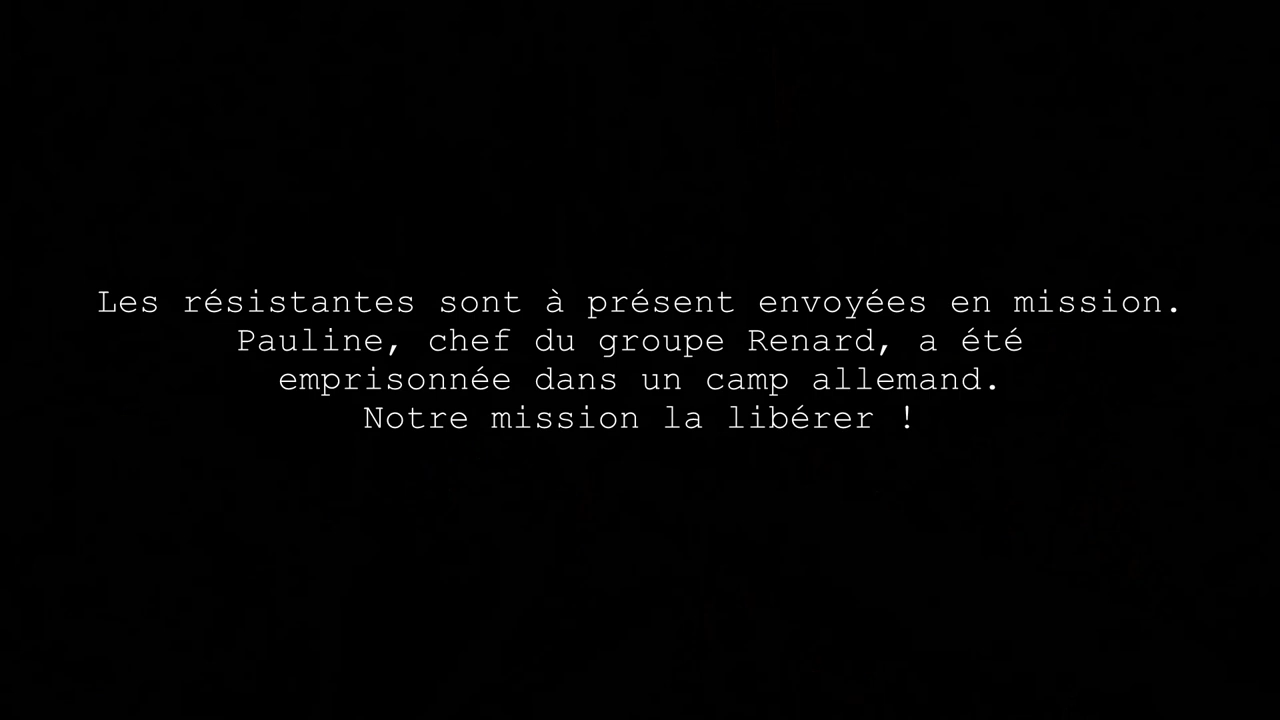 Les résistantes sont à présent envoyées en mission.
Pauline, chef du groupe Renard, a été
emprisonnée dans un camp allemand.
Notre mission la libérer !